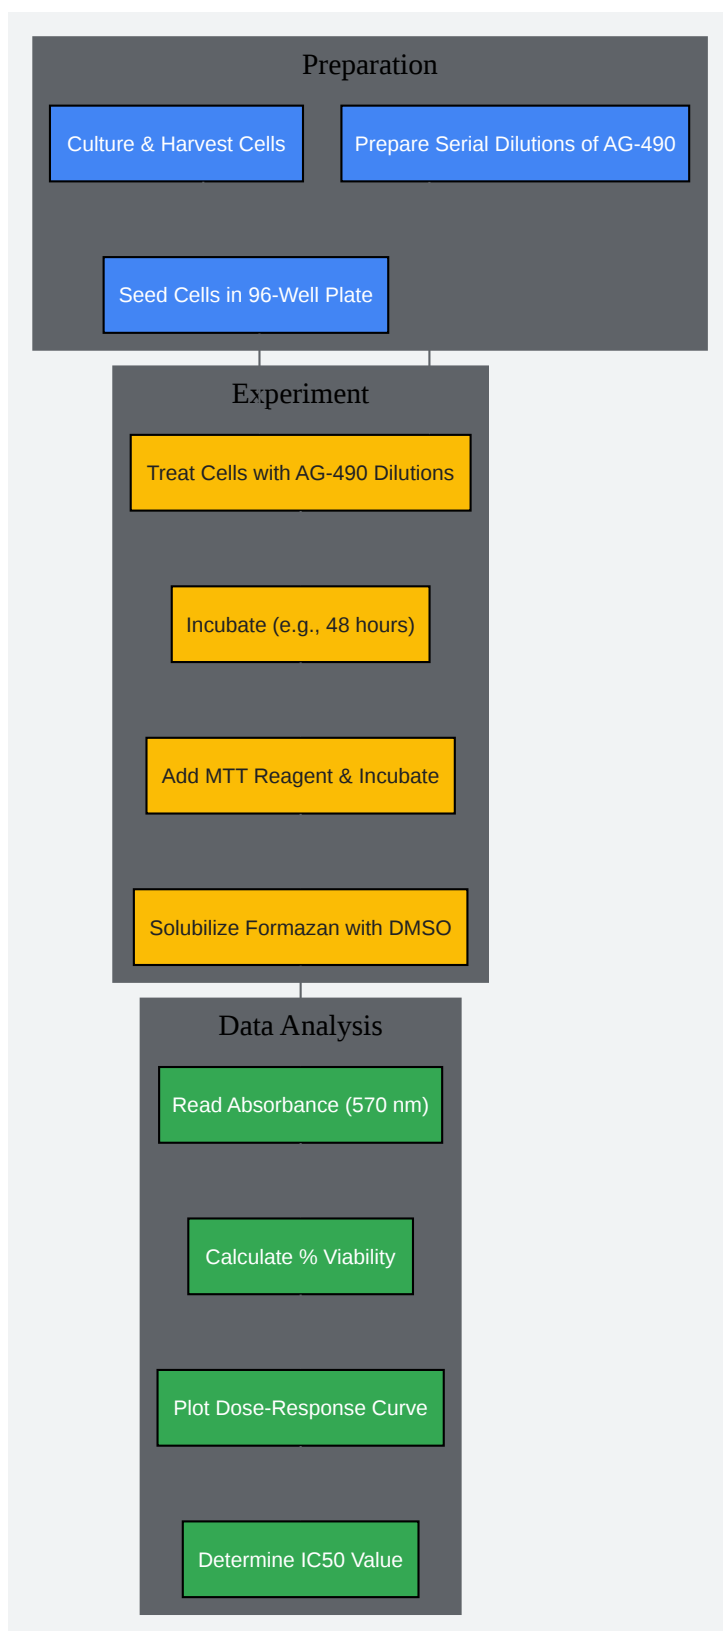 Preparation
Culture & Harvest Cells
Prepare Serial Dilutions of AG-490
Seed Cells in 96-Well Plate
Experiment
Treat Cells with AG-490 Dilutions
Incubate (e.g., 48 hours)
Add MTT Reagent & Incubate
Solubilize Formazan with DMSO
Data Analysis
Read Absorbance (570 nm)
Calculate % Viability
Plot Dose-Response Curve
Determine IC50 Value